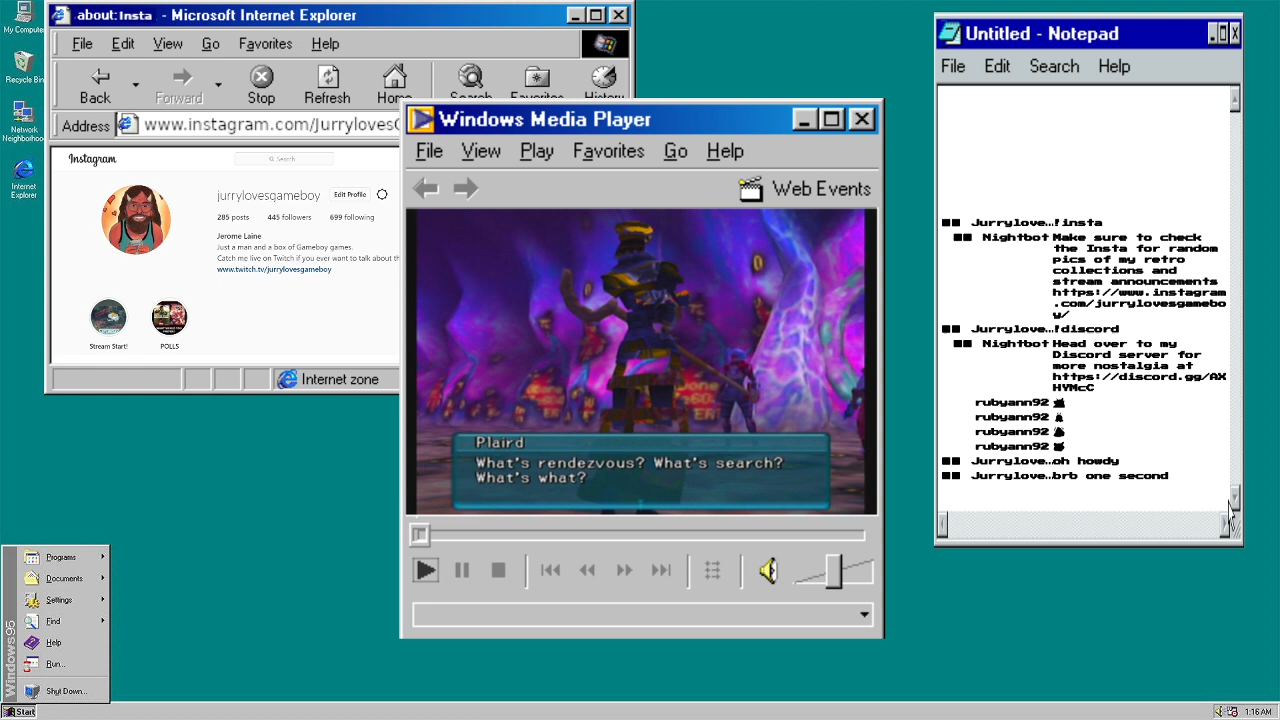 My Compute
Recycle Bin
Network
Neighborhood
Internet
Explorer
about:Insta - Microsoft Internet Explorer
File Edit View Go Favorites Help
Back Forward Stop Refresh Home Search Favorites History
Address www.instagram.com/Jurryloves
Instagram
Search
jurrylovesgameboy Edit Profile
285 posts 445 followers 699 following
Jerome Laine
Just a man and a box of Gameboy games.
Catch me live on Twitch if you ever want to talk about th
www.twitch.tv/jurrylovesgameboy
Stream Start! POLLS
Internet zone
Windows Media Player
File View Play Favorites Go Help
Web Events
Plaird
What's rendezvous? What's search?
What's what?
Untitled - Notepad
File Edit Search Help
Jurrylove..!insta
Nightbot Make sure to check
the Insta for random
pics of my retro
collections and
stream announcements
https://www.instagram
.com/jurrylovesgamebo
y/
Jurrylove..!discord
Nightbot Head over to my
Discord server for
more nostalgia at
https://discord.gg/AX
HYMcC
rubyann92
rubyann92
rubyann92
rubyann92
Jurrylove..oh howdy
Jurrylove..brb one second
Programs
Documents
Settings
Find
Help
Run...
Shut Down...
Windows95
Start
1:16 AM